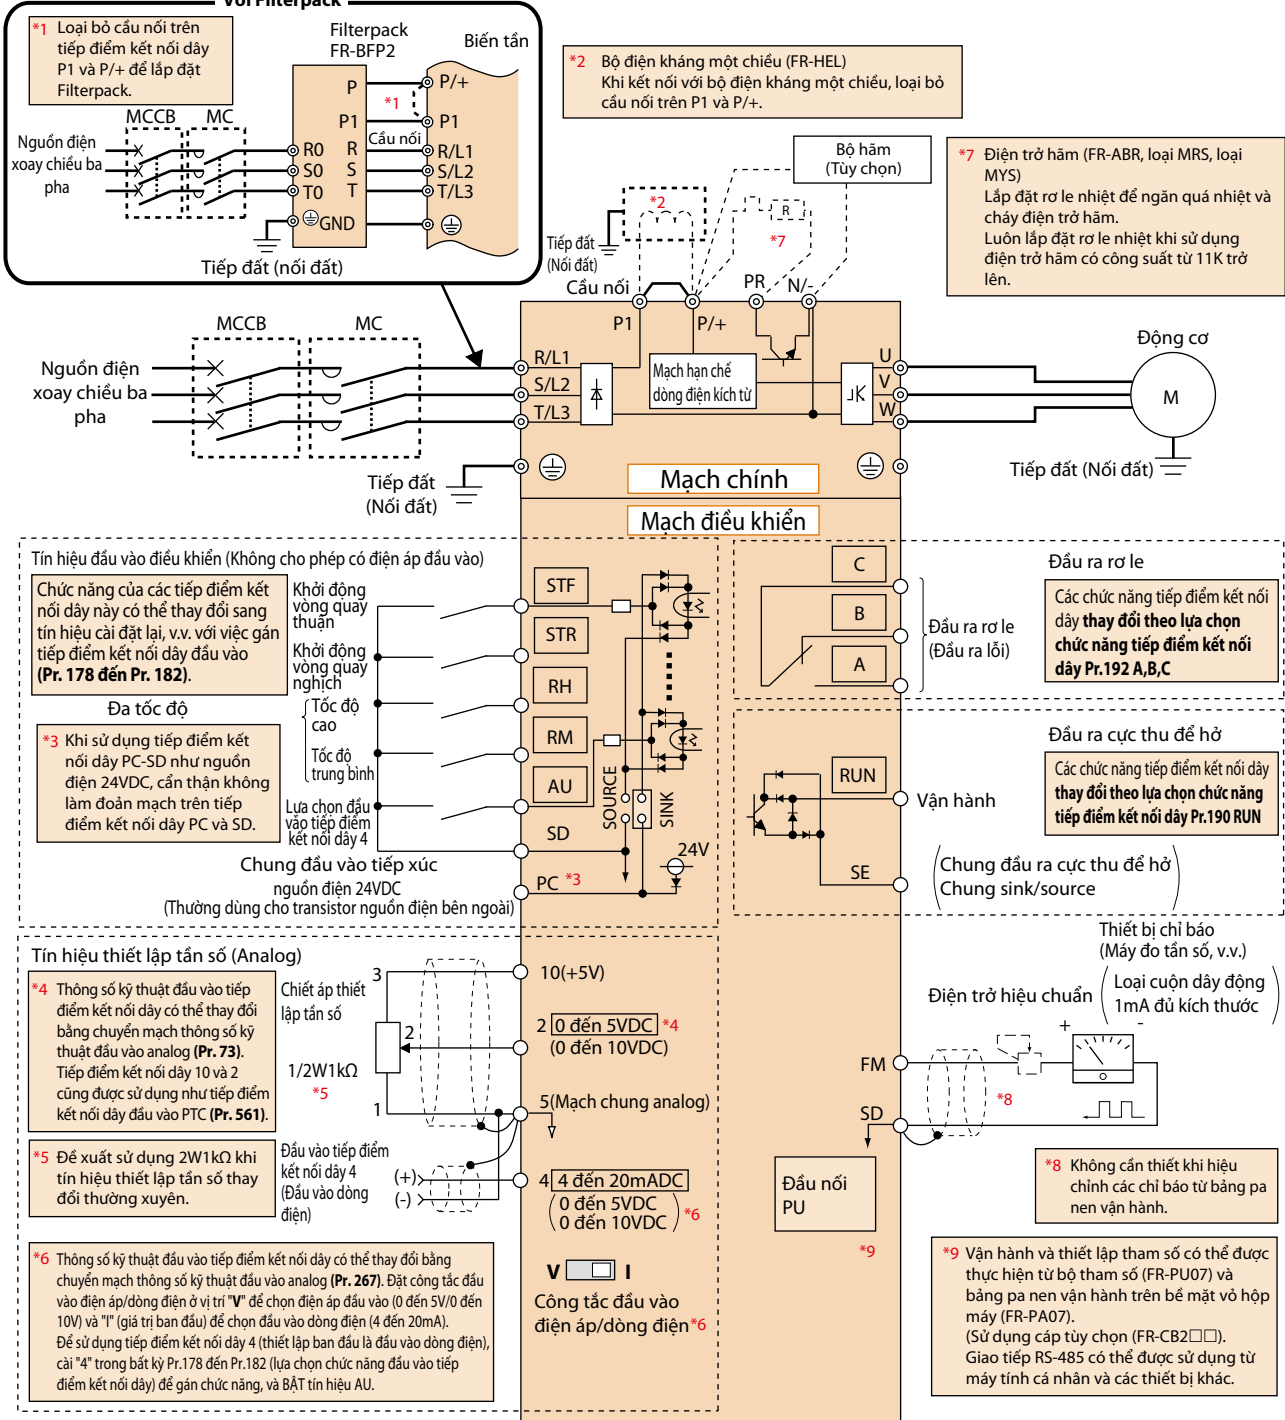 Với Filterpack
*1 Loại bỏ cầu nối trên
tiếp điểm kết nối dây
P1 và P/+ để lắp đặt
Filterpack.
Filterpack
FR-BFP2
Biến tần
MCCB
MC
Nguồn điện
xoay chiều ba
pha
R0
S0
T0
GND
P
P1
R
S
T
*1
Cầu nối
P/+
P1
R/L1
S/L2
T/L3
Tiếp đất (nối đất)
*2 Bộ điện kháng một chiều (FR-HEL)
Khi kết nối với bộ điện kháng một chiều, loại bỏ
cầu nối trên P1 và P/+.
Bộ hãm
(Tùy chọn)
*7 Điện trở hãm (FR-ABR, loại MRS, loại
MYS)
Lắp đặt rơ le nhiệt để ngăn quá nhiệt và
cháy điện trở hãm.
Luôn lắp đặt rơ le nhiệt khi sử dụng
điện trở hãm có công suất từ 11K trở
lên.
*2
R
*7
Tiếp đất
(Nối đất)
Cầu nối
PR
N/-
P1
P/+
MCCB
MC
Nguồn điện
xoay chiều ba
pha
R/L1
S/L2
T/L3
Mạch hạn chế
dòng điện kích từ
U
V
W
Động cơ
M
Tiếp đất
(Nối đất)
Tiếp đất (Nối đất)
Mạch chính
Mạch điều khiển
Tín hiệu đầu vào điều khiển (Không cho phép có điện áp đầu vào)
Chức năng của các tiếp điểm kết
nối dây này có thể thay đổi sang
tín hiệu cài đặt lại, v.v. với việc gán
tiếp điểm kết nối dây đầu vào
(Pr. 178 đến Pr. 182).
Khởi động
vòng quay
thuận
Khởi động
vòng quay
nghịch
Đa tốc độ
Tốc độ
cao
Tốc độ
trung bình
*3 Khi sử dụng tiếp điểm kết
nối dây PC-SD như nguồn
điện 24VDC, cẩn thận không
làm đoản mạch trên tiếp
điểm kết nối dây PC và SD.
Lựa chọn đầu
vào tiếp điểm
kết nối dây 4
Chung đầu vào tiếp xúc
nguồn điện 24VDC
(Thường dùng cho transistor nguồn điện bên ngoài)
STF
STR
RH
RM
AU
SD
PC *3
SOURCE
SINK
24V
C
B
A
Đầu ra rơ le
(Đầu ra lỗi)
Đầu ra rơ le
Các chức năng tiếp điểm kết nối
dây thay đổi theo lựa chọn
chức năng tiếp điểm kết nối
dây Pr.192 A,B,C
RUN
SE
Vận hành
Đầu ra cực thu để hở
Các chức năng tiếp điểm kết nối dây
thay đổi theo lựa chọn chức năng
tiếp điểm kết nối dây Pr.190 RUN
(Chung đầu ra cực thu để hở
Chung sink/source)
Tín hiệu thiết lập tần số (Analog)
*4 Thông số kỹ thuật đầu vào tiếp
điểm kết nối dây có thể thay đổi
bằng chuyển mạch thông số kỹ
thuật đầu vào analog (Pr. 73).
Tiếp điểm kết nối dây 10 và 2
cũng được sử dụng như tiếp điểm
kết nối dây đầu vào PTC (Pr. 561).
Chiết áp thiết
lập tần số
3
2
1
1/2W1kΩ
*5
10(+5V)
2 0 đến 5VDC *4
(0 đến 10VDC)
5(Mạch chung analog)
*5 Đề xuất sử dụng 2W1kΩ khi
tín hiệu thiết lập tần số thay
đổi thường xuyên.
Đầu vào tiếp điểm
kết nối dây 4
(Đầu vào dòng
điện)
(+)
(-)
4 4 đến 20mADC
(0 đến 5VDC
0 đến 10VDC) *6
V I
Công tắc đầu vào
điện áp/dòng điện*6
*6 Thông số kỹ thuật đầu vào tiếp điểm kết nối dây có thể thay đổi bằng
chuyển mạch thông số kỹ thuật đầu vào analog (Pr. 267). Đặt công tắc đầu
vào điện áp/dòng điện ở vị trí "V" để chọn điện áp đầu vào (0 đến 5V/0 đến
10V) và "I" (giá trị ban đầu) để chọn đầu vào dòng điện (4 đến 20mA).
Để sử dụng tiếp điểm kết nối dây 4 (thiết lập ban đầu là đầu vào dòng điện),
cài "4" trong bất kỳ Pr.178 đến Pr.182 (lựa chọn chức năng đầu vào tiếp
điểm kết nối dây) để gán chức năng, và BẬT tín hiệu AU.
Thiết bị chỉ báo
(Máy đo tần số, v.v.)
Điện trở hiệu chuẩn
(Loại cuộn dây động
1mA đủ kích thước)
+
-
FM
SD
*8
Đầu nối
PU
*9
*8 Không cần thiết khi hiệu
chỉnh các chỉ báo từ bảng pa
nen vận hành.
*9 Vận hành và thiết lập tham số có thể được
thực hiện từ bộ tham số (FR-PU07) và
bảng pa nen vận hành trên bề mặt vỏ hộp
máy (FR-PA07).
(Sử dụng cáp tùy chọn (FR-CB2□□).
Giao tiếp RS-485 có thể được sử dụng từ
máy tính cá nhân và các thiết bị khác.